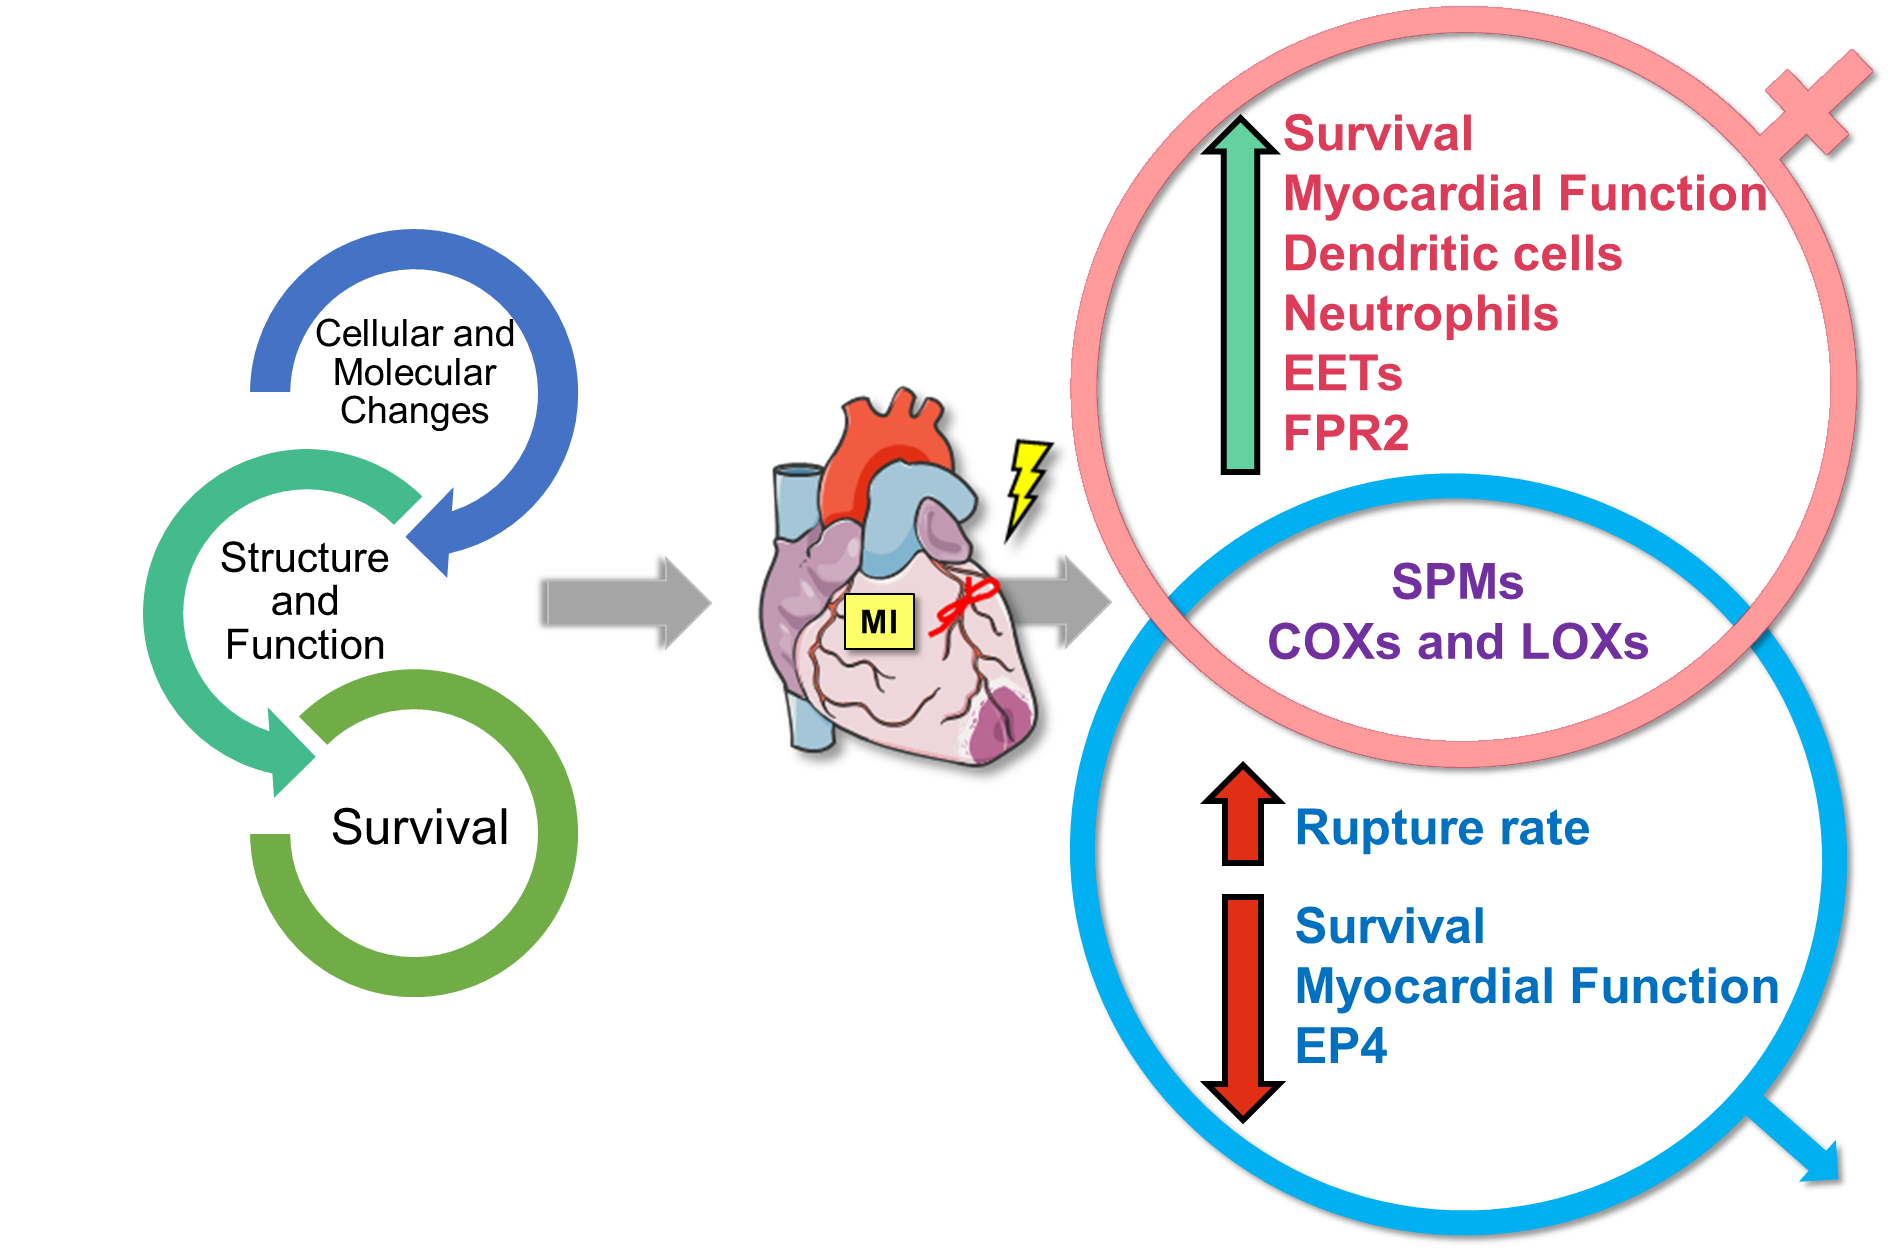 Cellular and
Molecular
Changes
Structure
and
Function
Survival
MI
Survival
Myocardial Function
Dendritic cells
Neutrophils
EETs
FPR2
SPMs
COXs and LOXs
Rupture rate
Survival
Myocardial Function
EP4